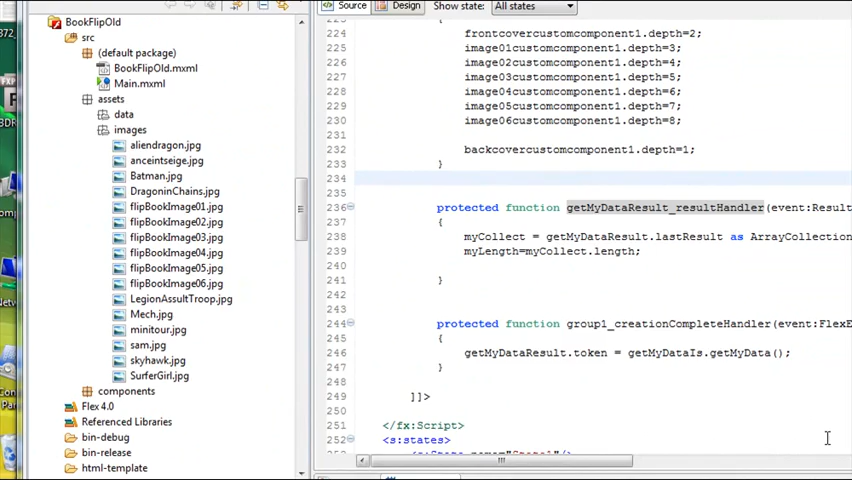 Source Design Show state: All states
BookFlipOld
src
(default package)
BookFlipOld.mxml
Main.mxml
assets
data
images
aliendragon.jpg
anceintseige.jpg
Batman.jpg
DragoninChains.jpg
flipBookImage01.jpg
flipBookImage02.jpg
flipBookImage03.jpg
flipBookImage04.jpg
flipBookImage05.jpg
flipBookImage06.jpg
LegionAssultTroop.jpg
Mech.jpg
minitour.jpg
sam.jpg
skyhawk.jpg
SurferGirl.jpg
components
Flex 4.0
Referenced Libraries
bin-debug
bin-release
html-template
223 {
224 frontcovercustomcomponent1.depth=2;
225 image01customcomponent1.depth=3;
226 image02customcomponent1.depth=4;
227 image03customcomponent1.depth=5;
228 image04customcomponent1.depth=6;
229 image05customcomponent1.depth=7;
230 image06customcomponent1.depth=8;
231
232 backcovercustomcomponent1.depth=1;
233 }
234
235
236 protected function getMyDataResult_resultHandler(event:Result
237 {
238 myCollect = getMyDataResult.lastResult as ArrayCollection
239 myLength=myCollect.length;
240
241 }
242
243
244 protected function group1_creationCompleteHandler(event:FlexE
245 {
246 getMyDataResult.token = getMyDataIs.getMyData();
247 }
248
249 ]]>
250
251 </fx:Script>
252 <s:states>